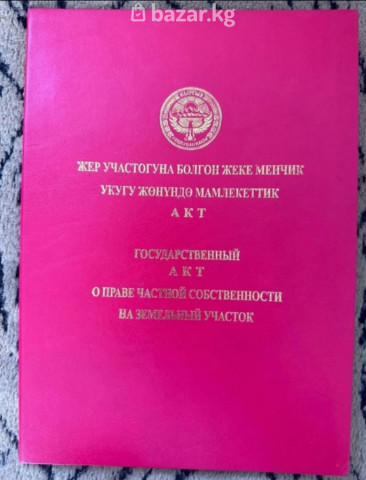 bazar.kg
ЖЕР УЧАСТОГУНА БОЛГОН ЖЕКЕ МЕНЧИК
УКУГУ ЖӨНҮНДӨ МАМЛЕКЕТТИК
АКТ
ГОСУДАРСТВЕННЫЙ
АКТ
О ПРАВЕ ЧАСТНОЙ СОБСТВЕННОСТИ
НА ЗЕМЕЛЬНЫЙ УЧАСТОК